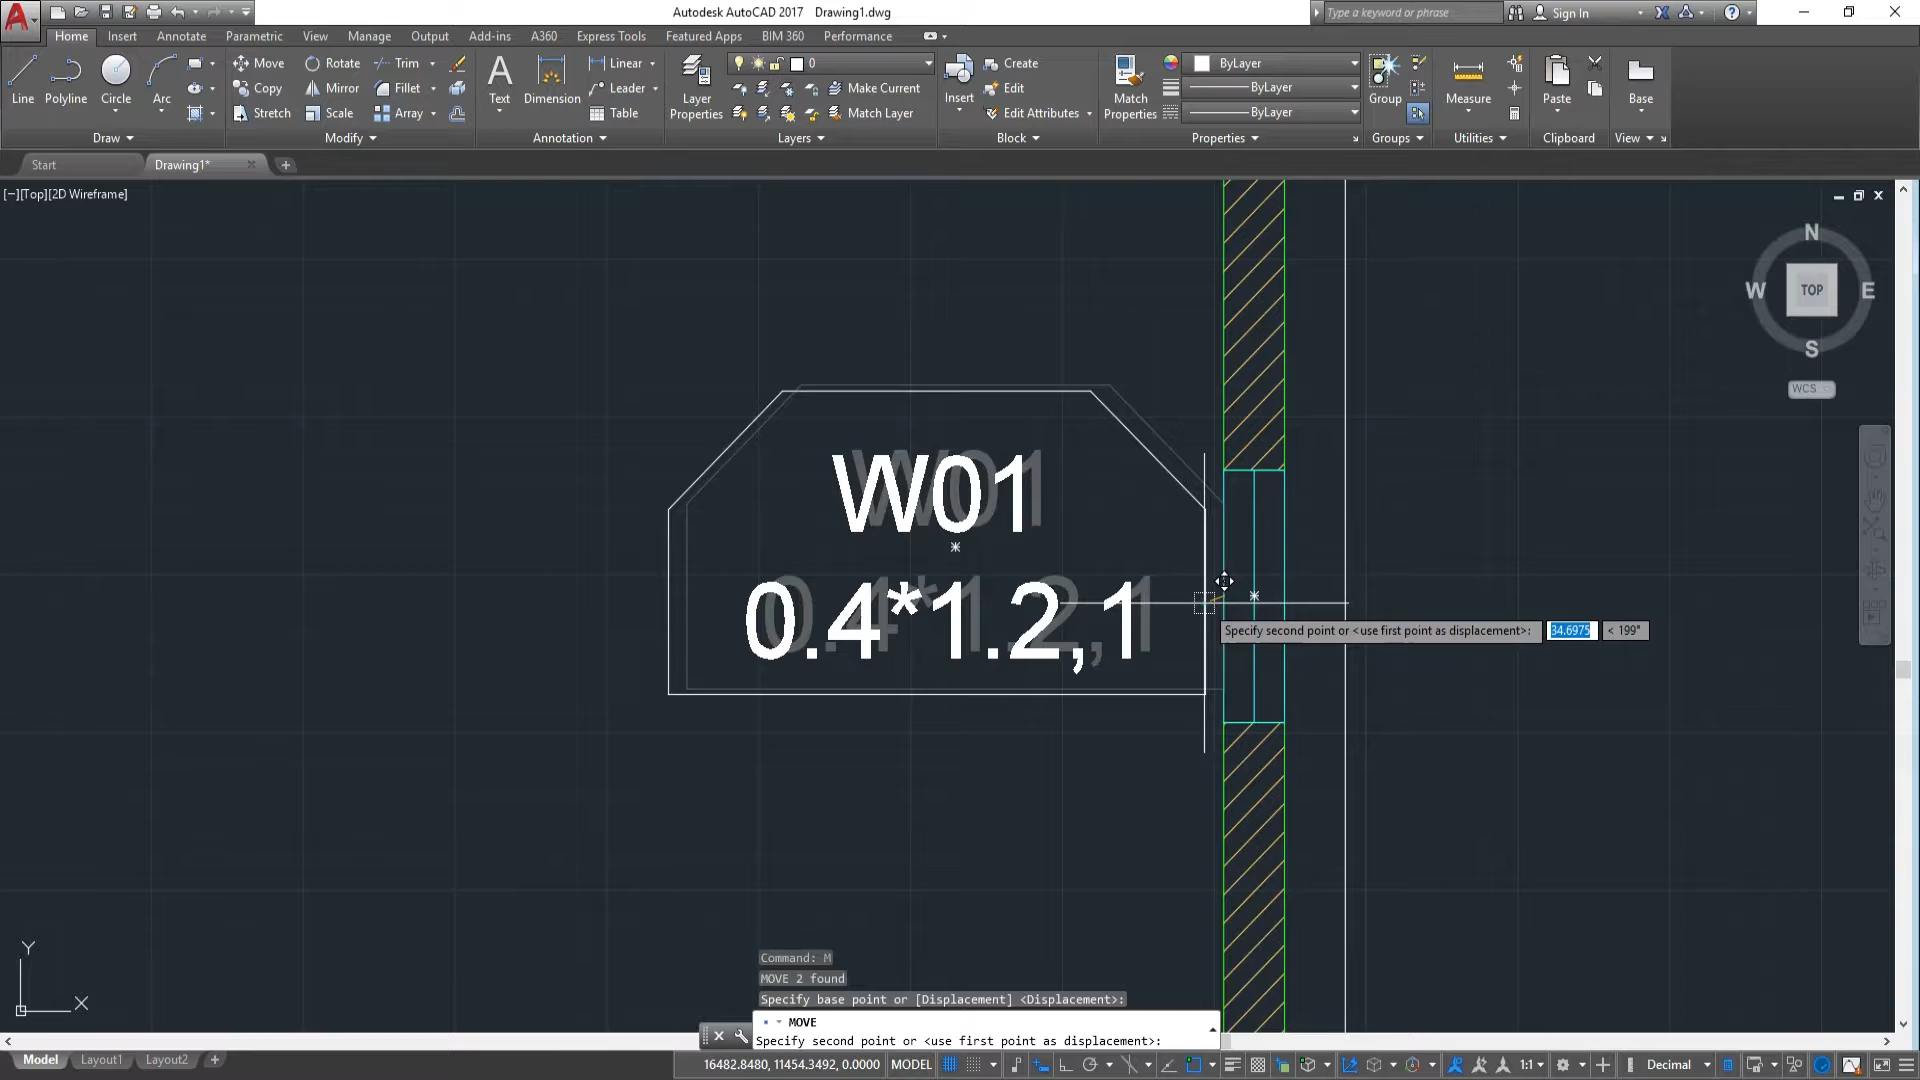 Autodesk AutoCAD 2017 Drawing1.dwg
Type a keyword or phrase
Sign In
Home Insert Annotate Parametric View Manage Output Add-ins A360 Express Tools Featured Apps BIM 360 Performance
Line Polyline Circle Arc
Draw
Move Rotate Trim
Copy Mirror Fillet
Stretch Scale Array
Modify
Text Dimension
Linear
Leader
Table
Annotation
Layer Properties
0
Make Current
Match Layer
Layers
Insert
Create
Edit
Edit Attributes
Block
Match Properties
ByLayer
ByLayer
ByLayer
Properties
Group
Groups
Measure
Utilities
Paste
Clipboard
Base
View
Start Drawing1*
[−][Top][2D Wireframe]
N
W TOP E
S
WCS
W01
0.4*1.2,1
Specify second point or <use first point as displacement>: 34.6975 < 199°
Y
X
Command: M
MOVE 2 found
Specify base point or [Displacement] <Displacement>:
MOVE
Specify second point or <use first point as displacement>:
Model Layout1 Layout2
16482.8480, 11454.3492, 0.0000 MODEL 1:1 Decimal